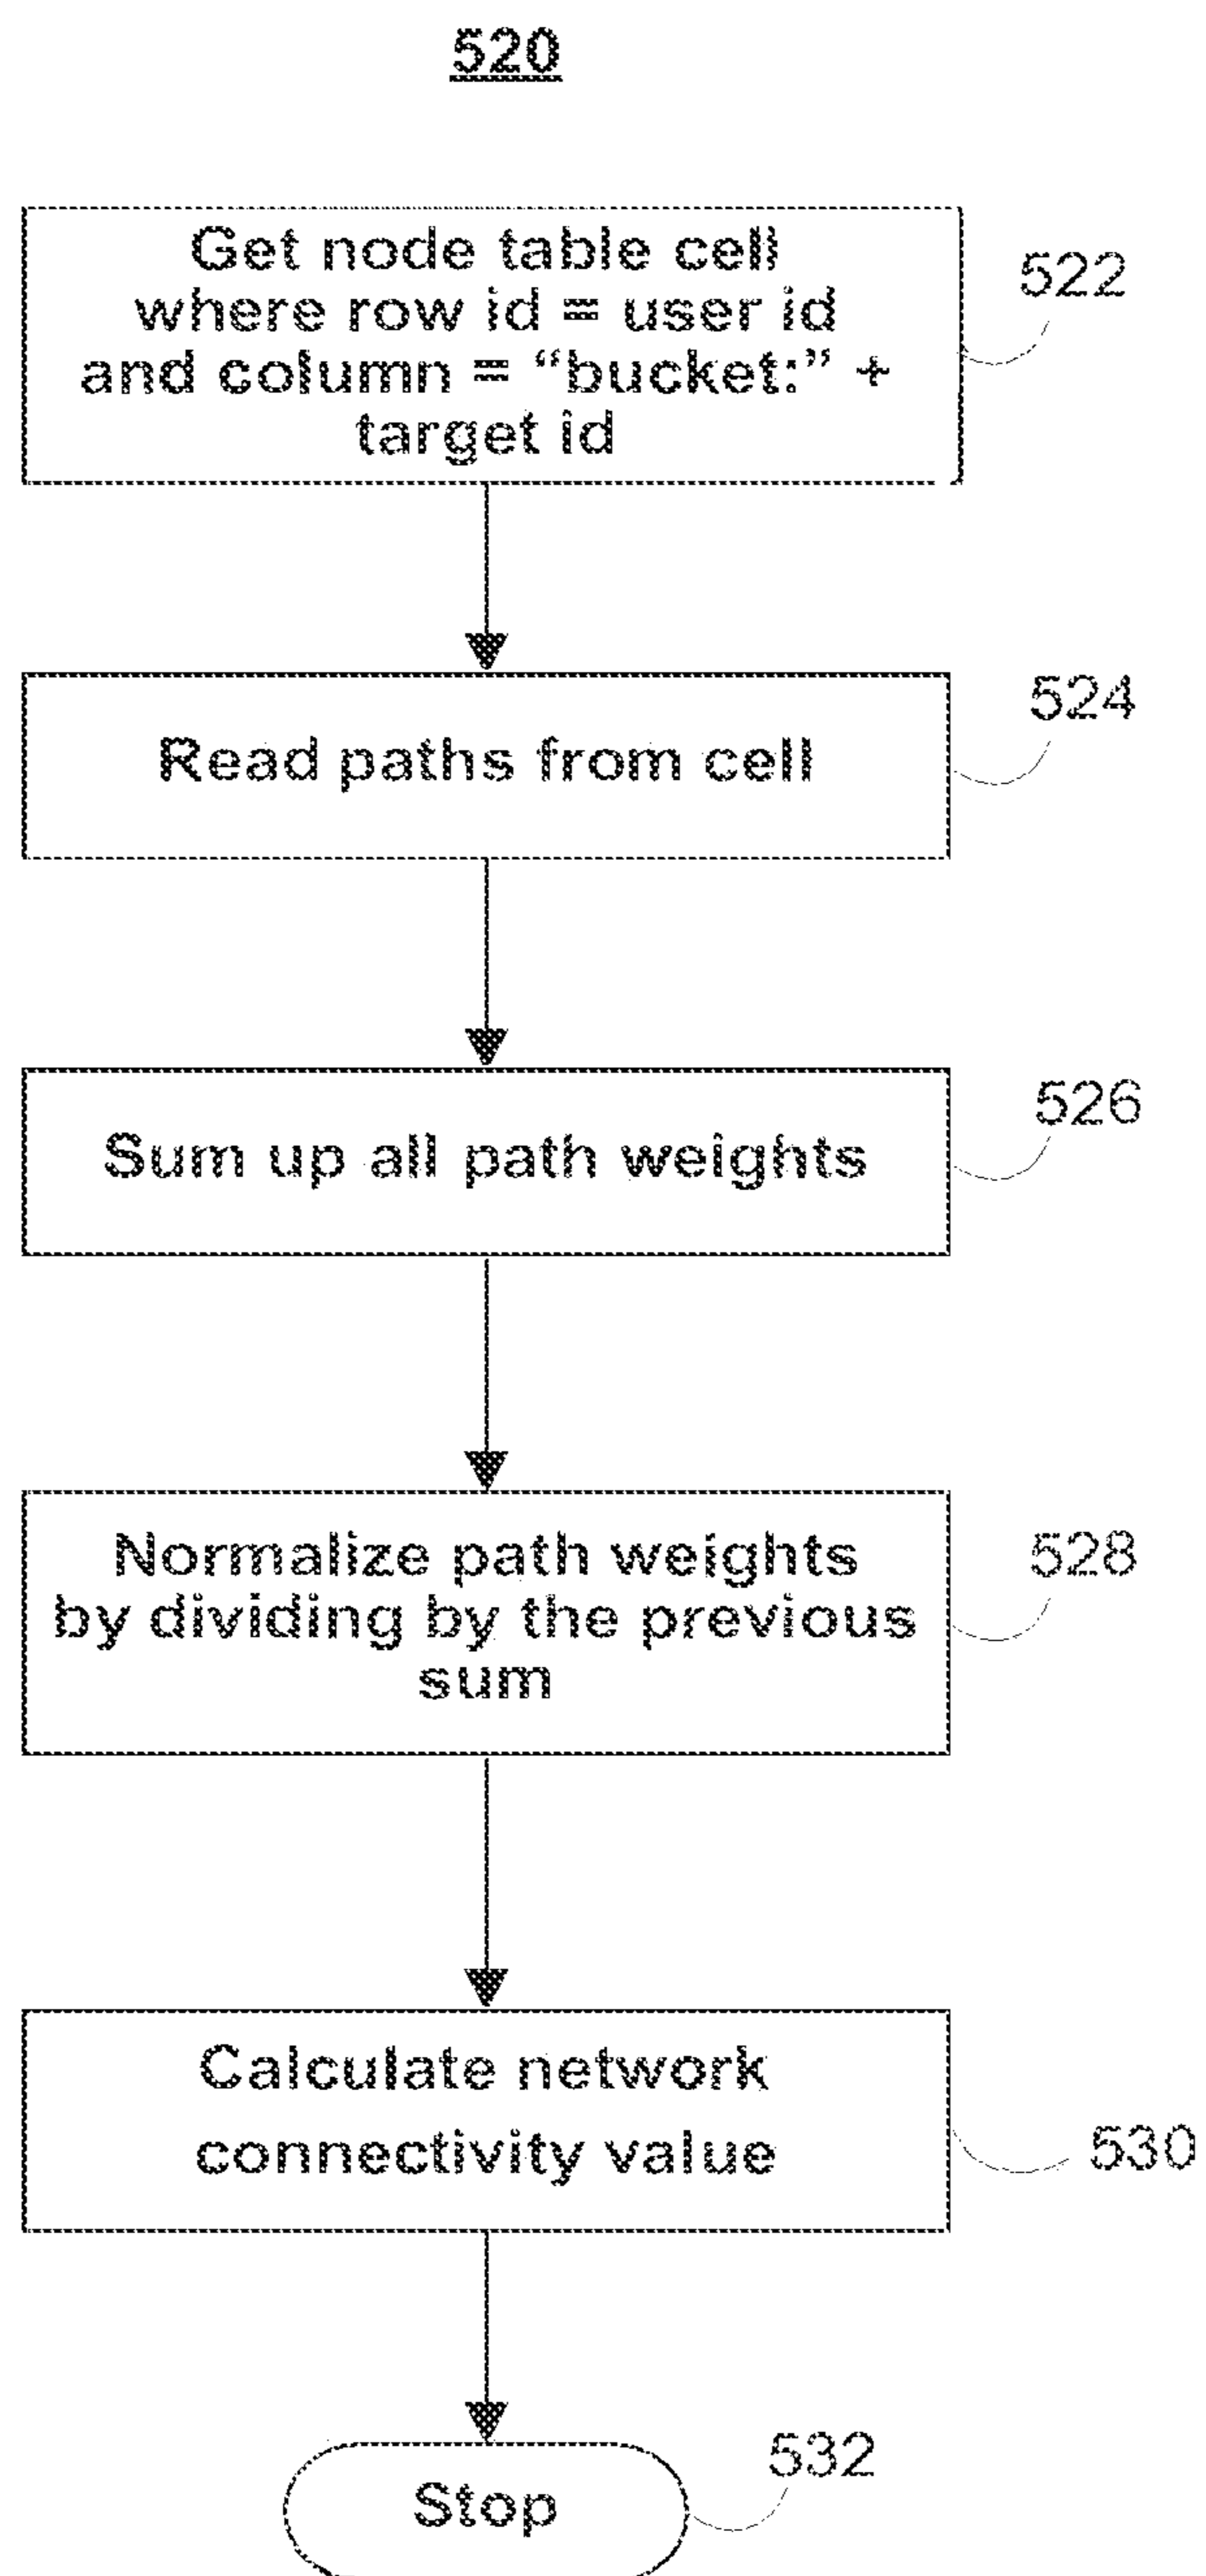 520
Get node table cell
where row id = user id
and column = “bucket:” +
target id
522
Read paths from cell
524
Sum up all path weights
526
Normalize path weights
by dividing by the previous
sum
528
Calculate network
connectivity value
530
Stop
532